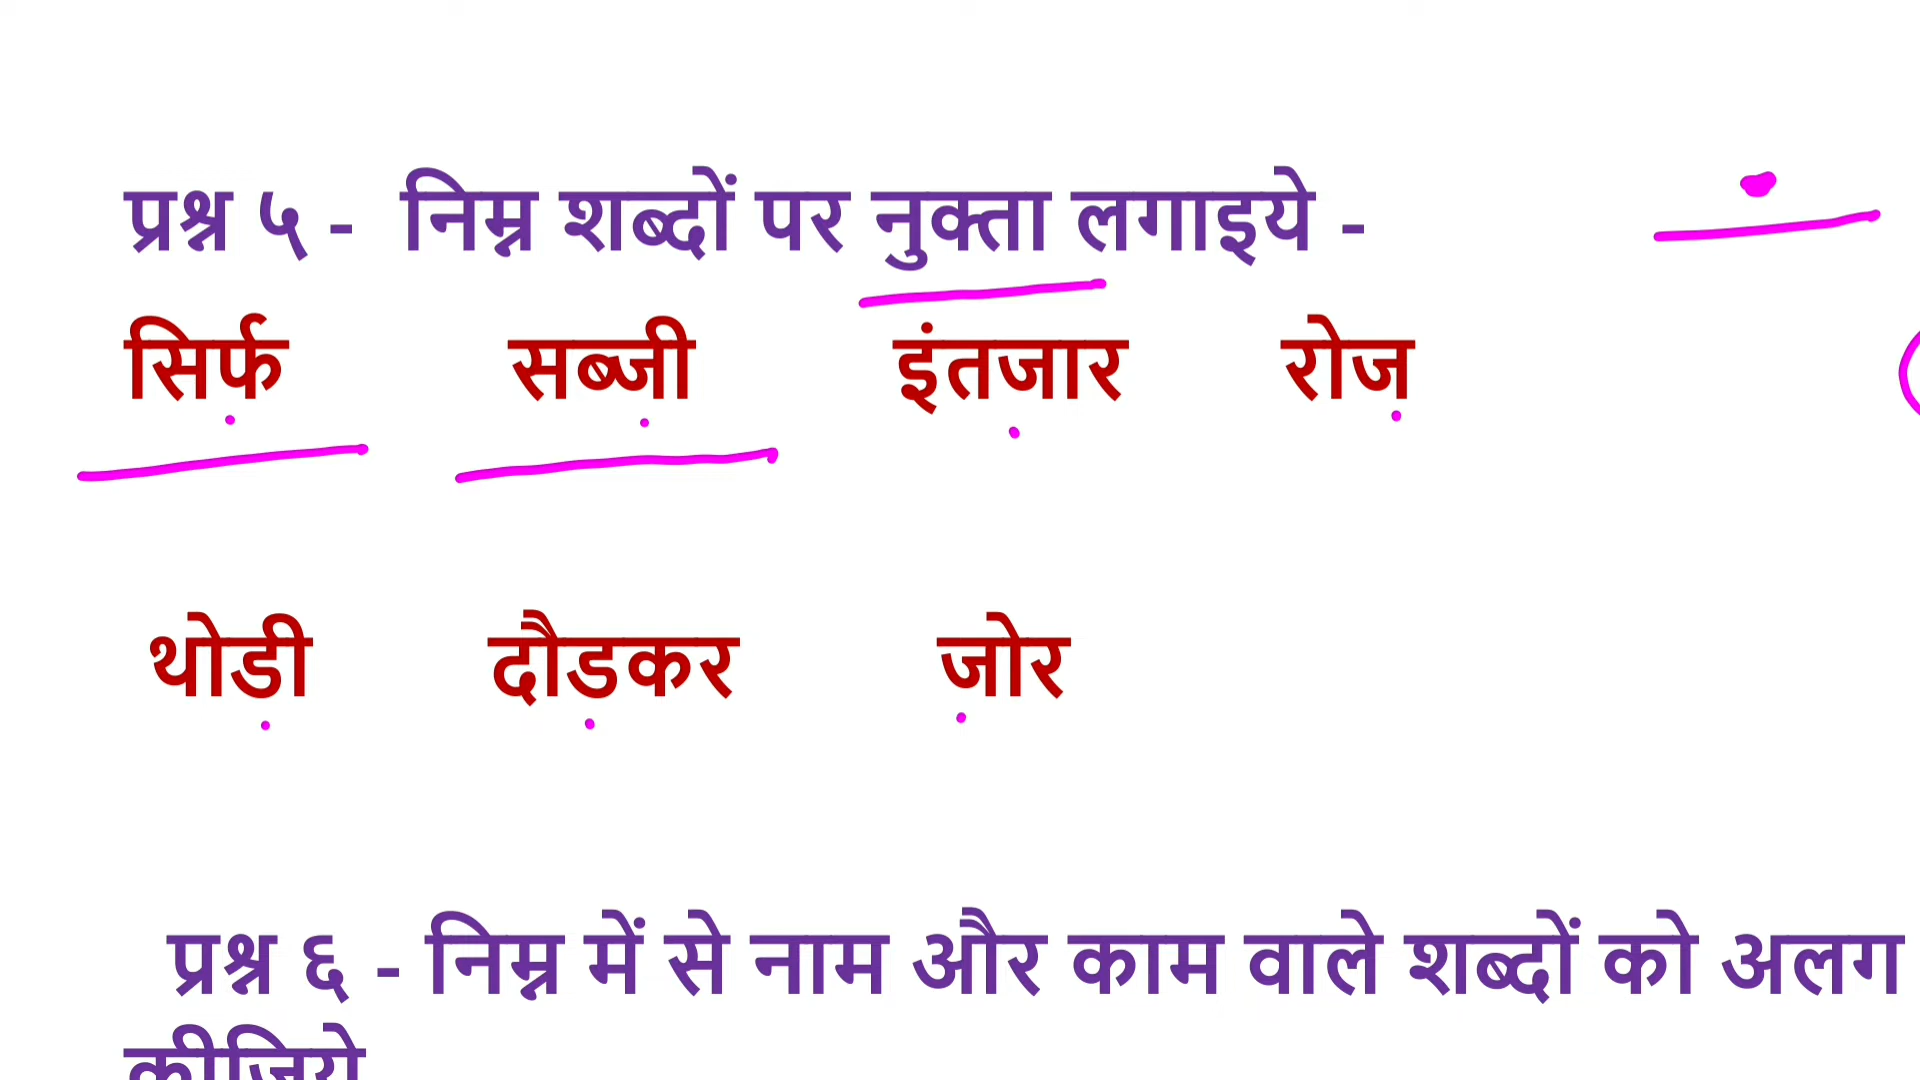 प्रश्न ५ - निम्न शब्दों पर नुक्ता लगाइये -
सिर्फ़ सब्ज़ी इंतज़ार रोज़
थोड़ी दौड़कर ज़ोर
प्रश्न ६ - निम्न में से नाम और काम वाले शब्दों को अलग
कीजिये